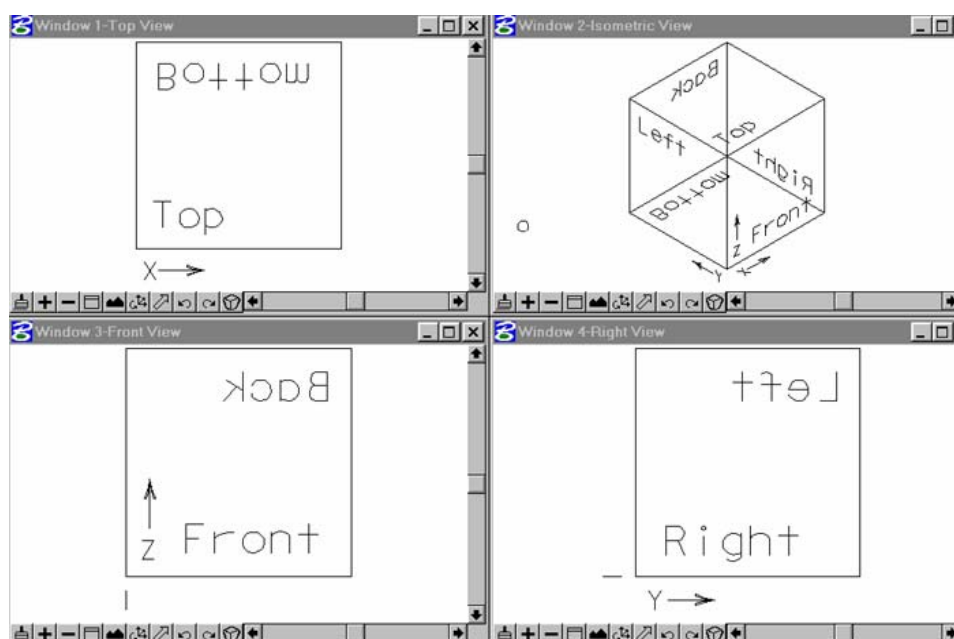 Window 1-Top View
Bottom
Top
X
Window 2-Isometric View
Back
Left
Top
Right
Bottom
Front
Z
Y X
Window 3-Front View
Back
Front
Z
Window 4-Right View
Left
Right
Y